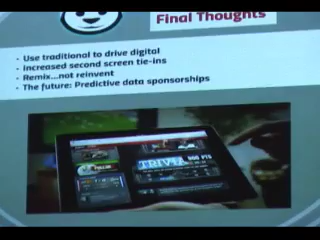 Final Thoughts
- Use traditional to drive digital
- Increased second screen tie-ins
- Remix...not reinvent
- The future: Predictive data sponsorships
TRIVIA